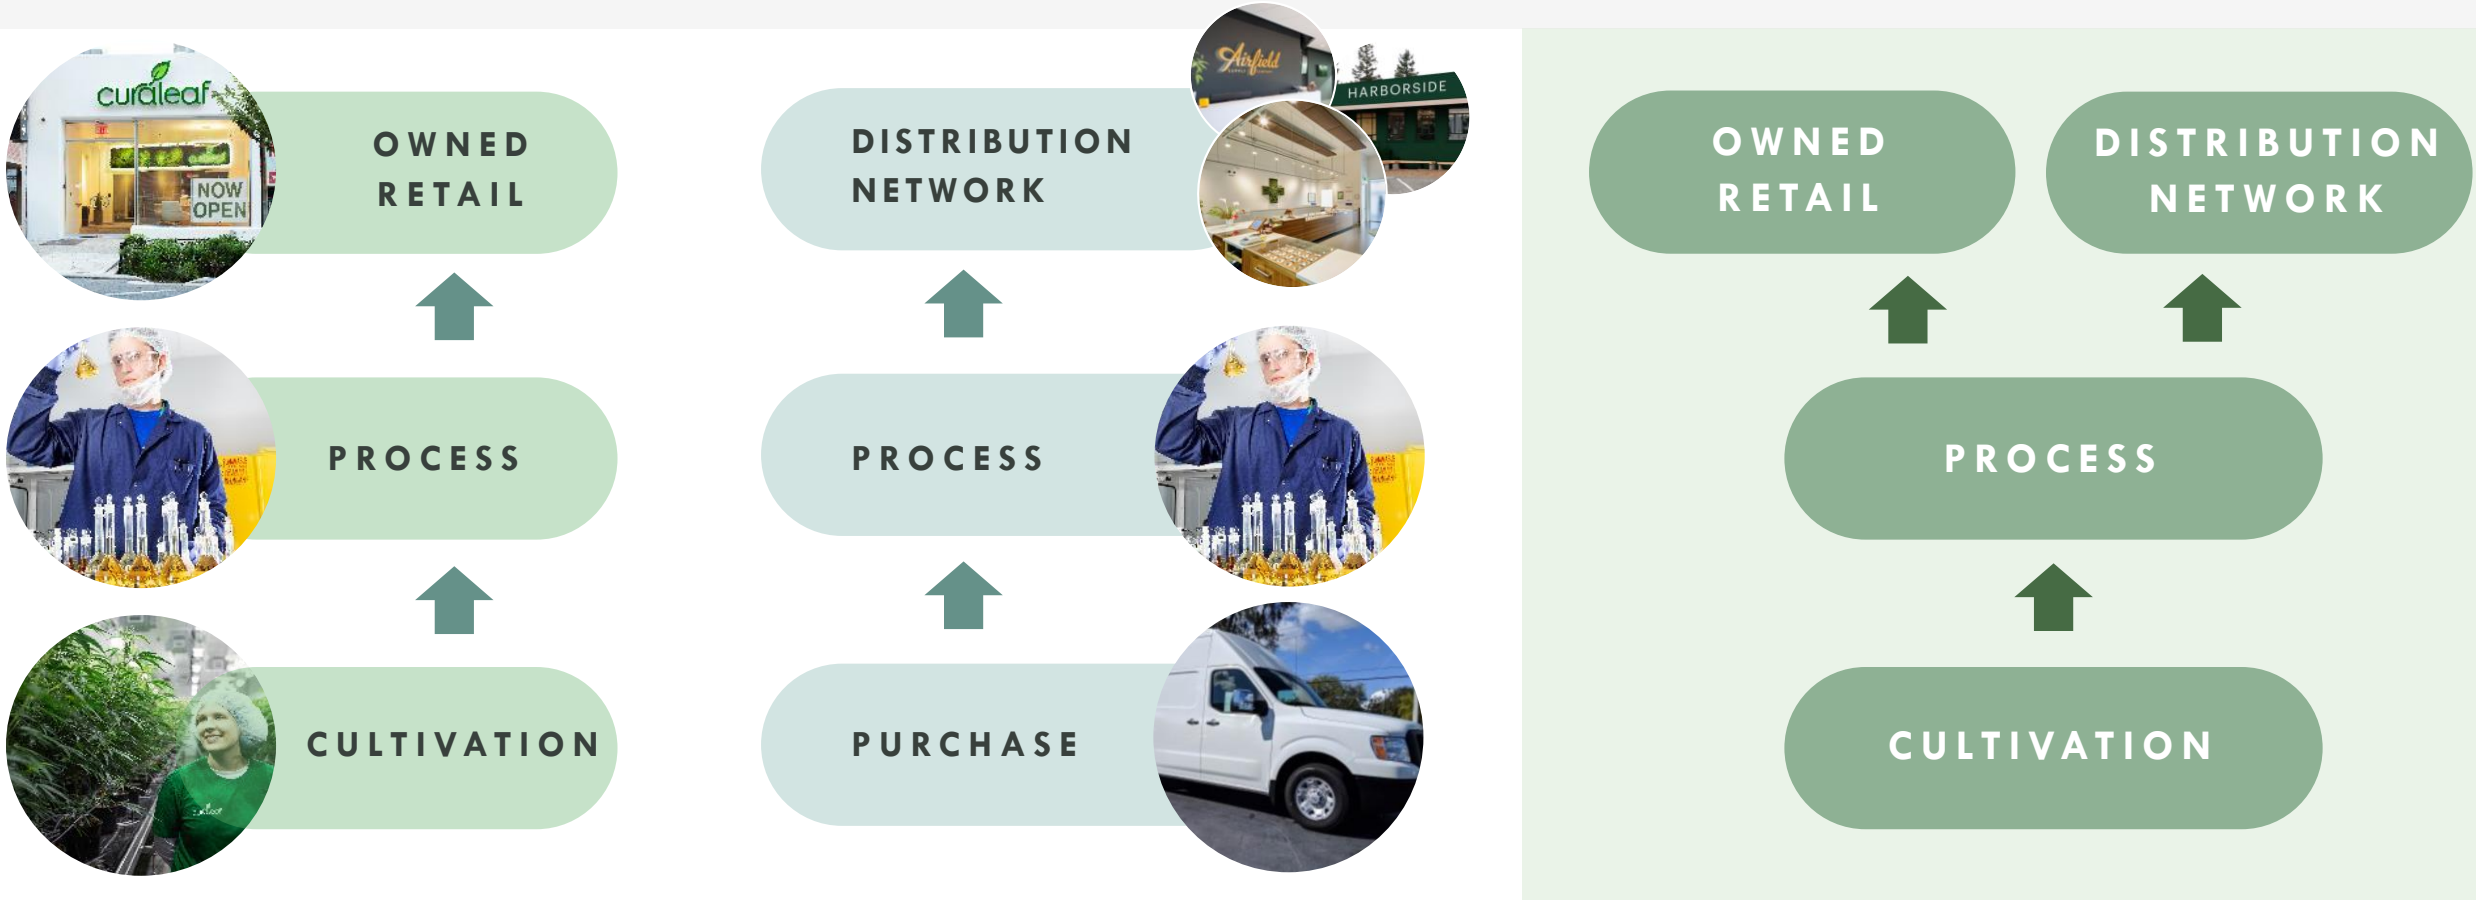 curaleaf
NOW
OPEN
OWNED
RETAIL
PROCESS
CULTIVATION
curaleaf
Airfield
HARBORSIDE
DISTRIBUTION
NETWORK
PROCESS
PURCHASE
OWNED
RETAIL
DISTRIBUTION
NETWORK
PROCESS
CULTIVATION